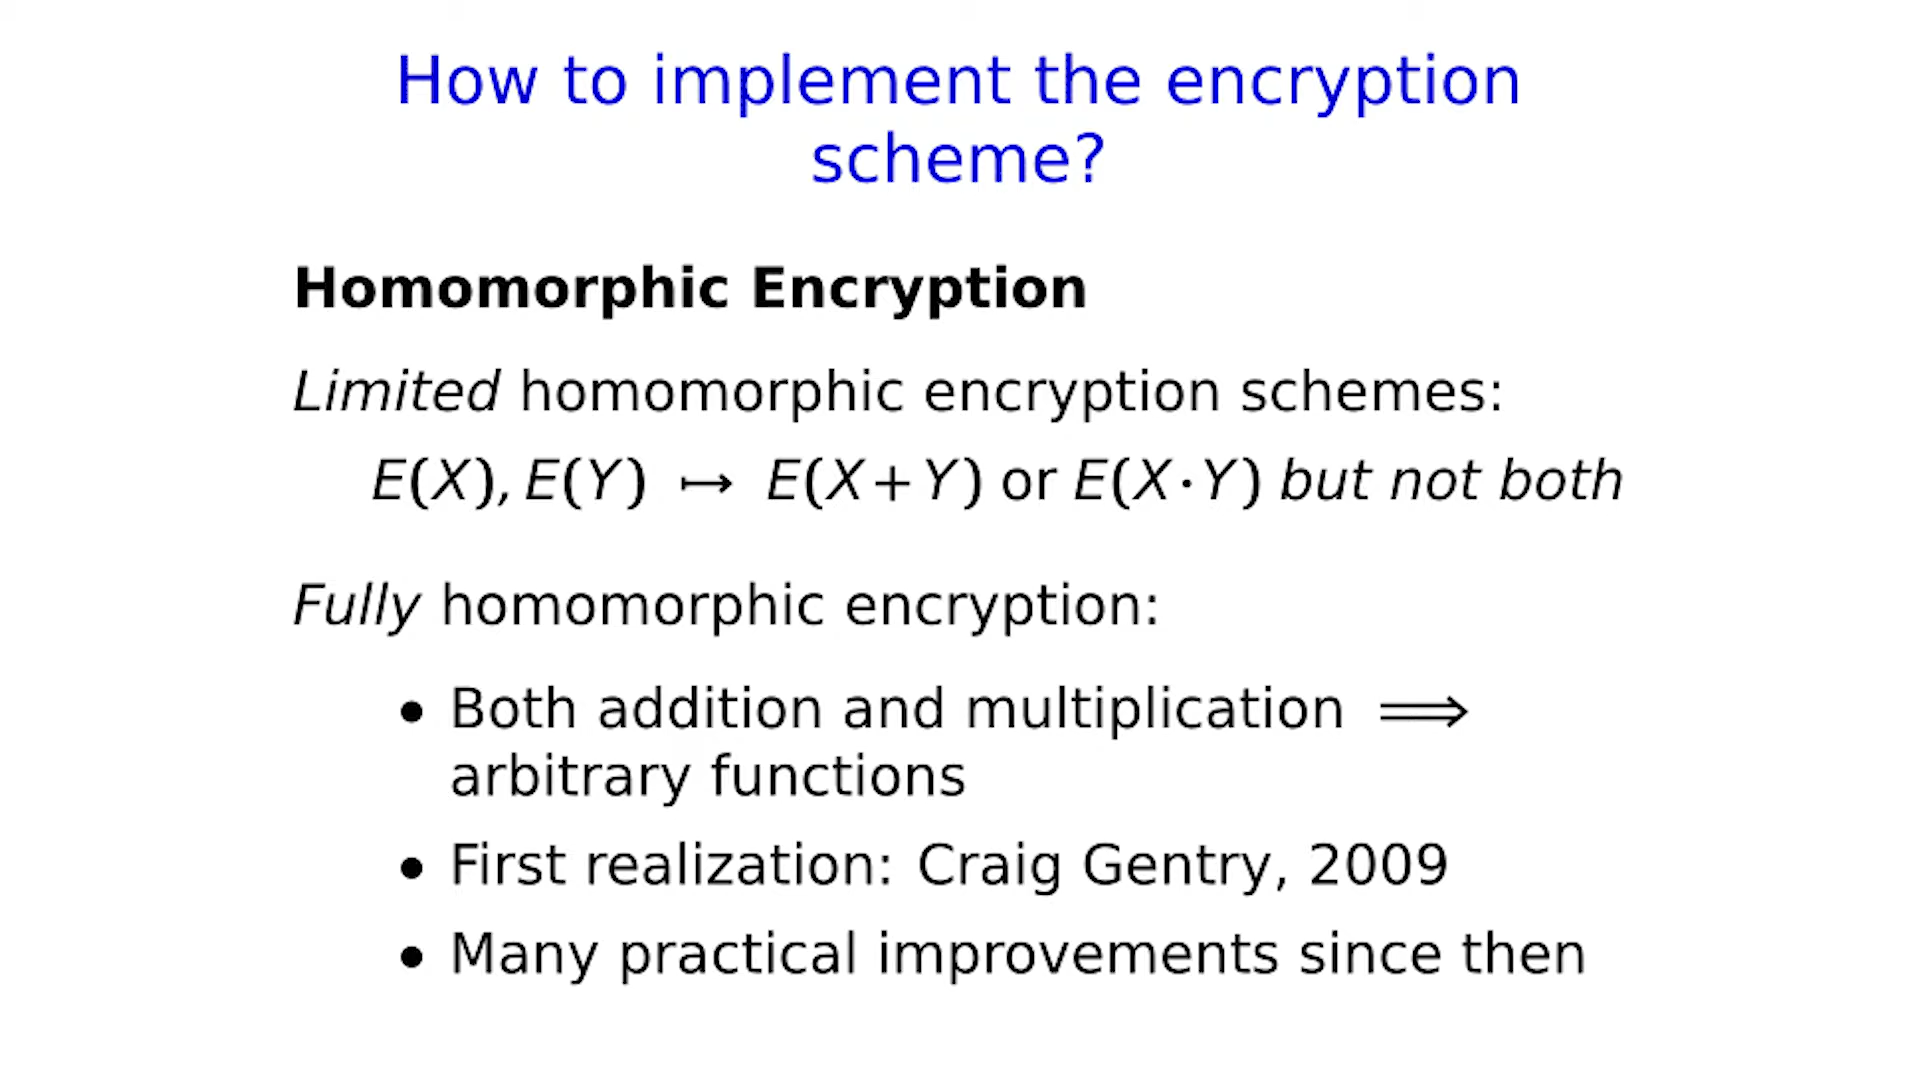 How to implement the encryption
scheme?
Homomorphic Encryption
Limited homomorphic encryption schemes:
E(X), E(Y) ↦ E(X+Y) or E(X·Y) but not both
Fully homomorphic encryption:
• Both addition and multiplication ⟹
arbitrary functions
• First realization: Craig Gentry, 2009
• Many practical improvements since then